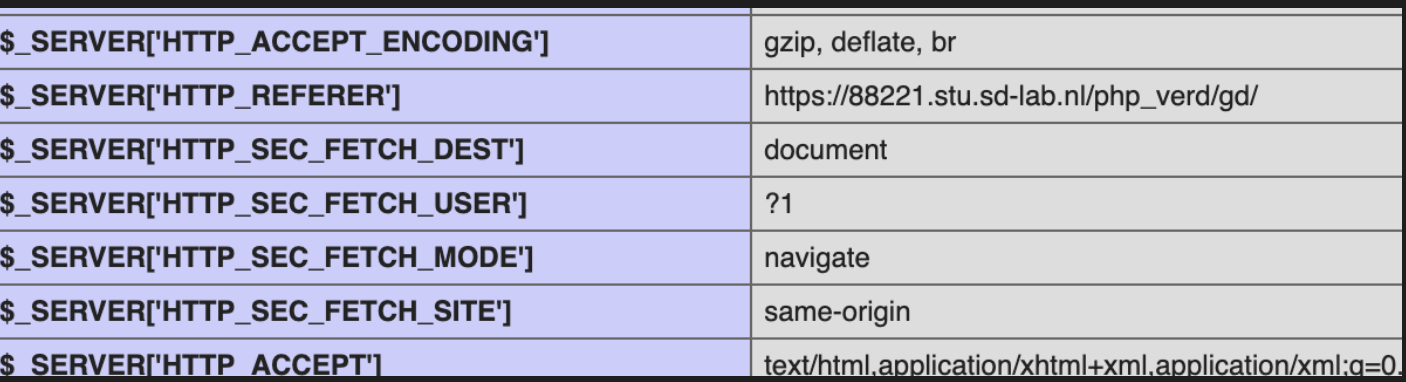 $_SERVER['HTTP_ACCEPT_ENCODING'] gzip, deflate, br
$_SERVER['HTTP_REFERER'] https://88221.stu.sd-lab.nl/php_verd/gd/
$_SERVER['HTTP_SEC_FETCH_DEST'] document
$_SERVER['HTTP_SEC_FETCH_USER'] ?1
$_SERVER['HTTP_SEC_FETCH_MODE'] navigate
$_SERVER['HTTP_SEC_FETCH_SITE'] same-origin
$_SERVER['HTTP_ACCEPT'] text/html,application/xhtml+xml,application/xml;q=0.